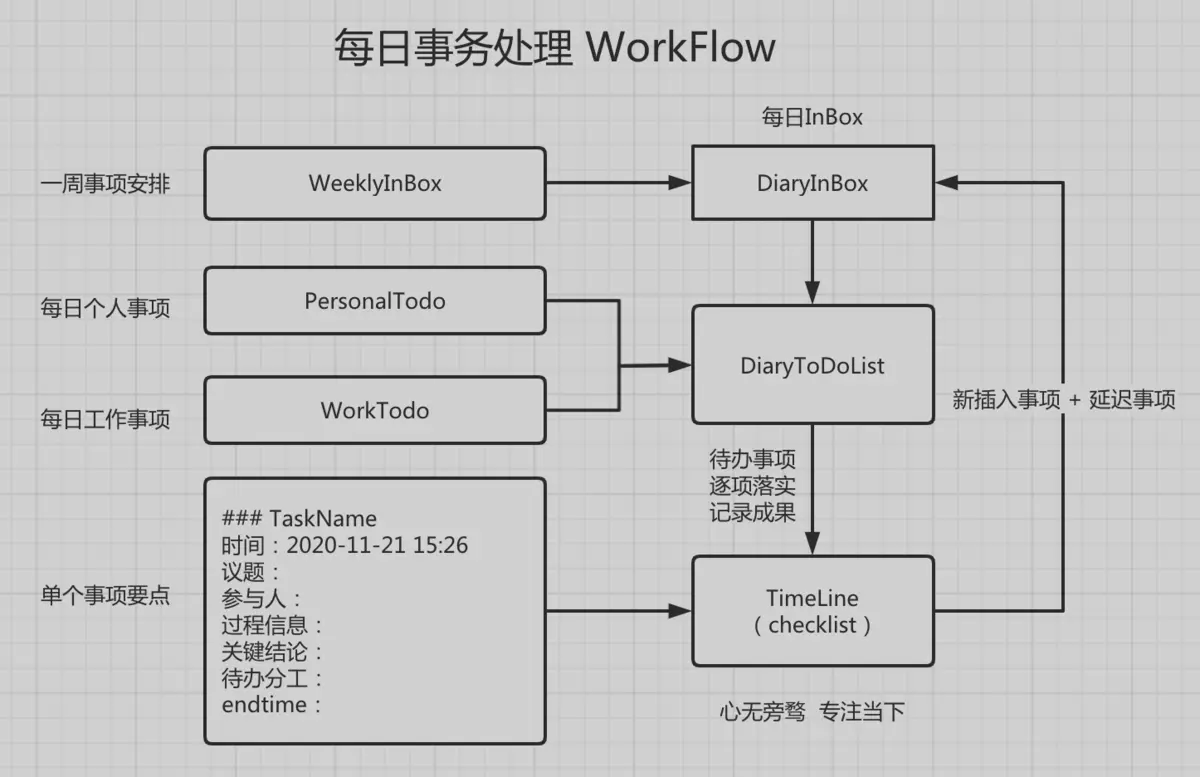 每日事务处理 WorkFlow
每日InBox
一周事项安排
WeeklyInBox
DiaryInBox
每日个人事项
PersonalTodo
DiaryToDoList
每日工作事项
WorkTodo
新插入事项 + 延迟事项
待办事项
逐项落实
记录成果
单个事项要点
### TaskName
时间：2020-11-21 15:26
议题：
参与人：
过程信息：
关键结论：
待办分工：
endtime：
TimeLine
（checklist）
心无旁骛 专注当下